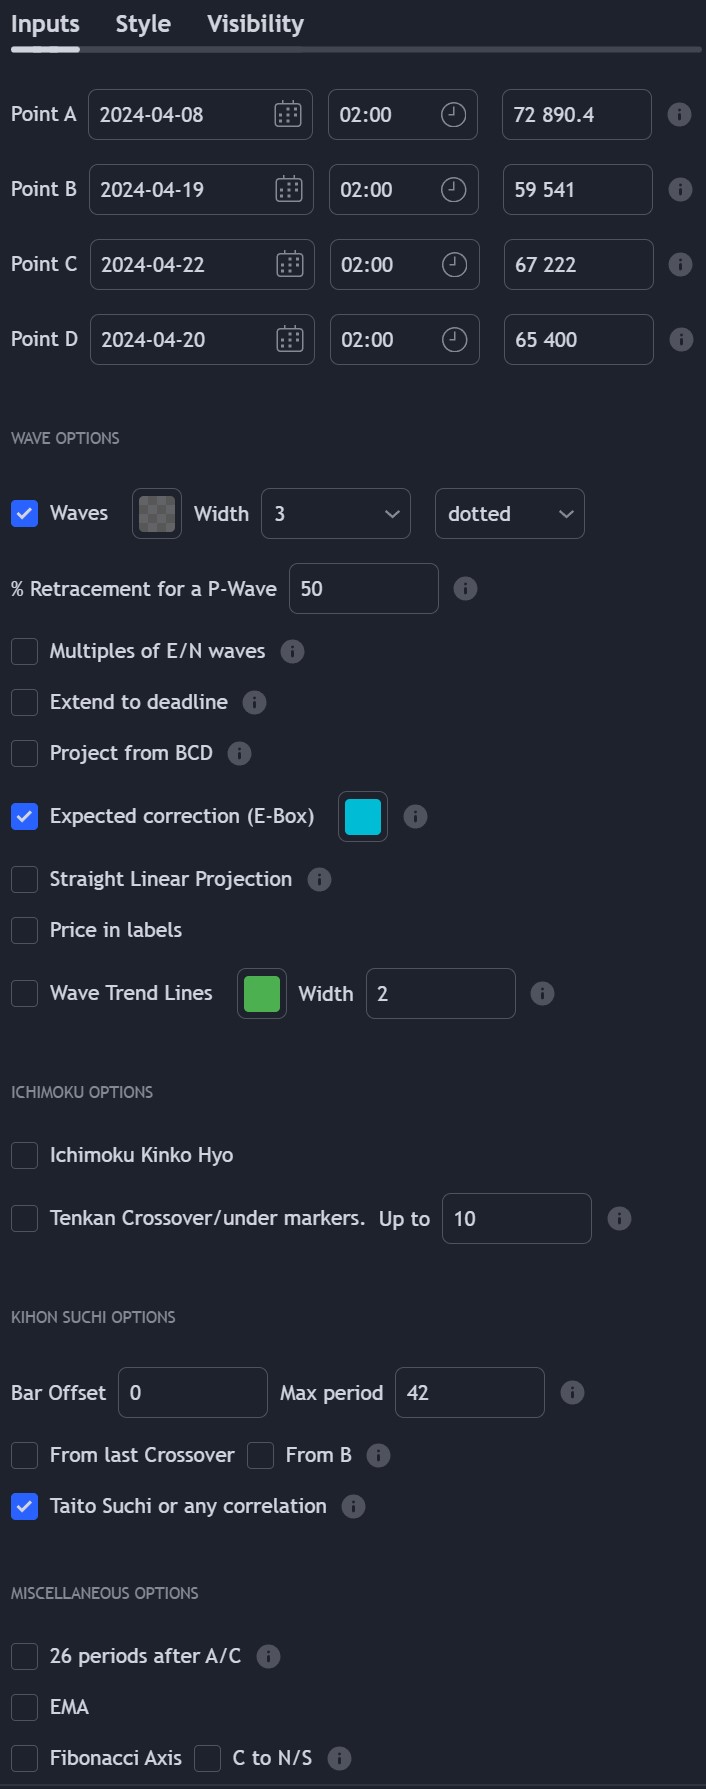 Inputs Style Visibility
Point A 2024-04-08 02:00 72 890.4
Point B 2024-04-19 02:00 59 541
Point C 2024-04-22 02:00 67 222
Point D 2024-04-20 02:00 65 400
WAVE OPTIONS
Waves Width 3 dotted
% Retracement for a P-Wave 50
Multiples of E/N waves
Extend to deadline
Project from BCD
Expected correction (E-Box)
Straight Linear Projection
Price in labels
Wave Trend Lines Width 2
ICHIMOKU OPTIONS
Ichimoku Kinko Hyo
Tenkan Crossover/under markers. Up to 10
KIHON SUCHI OPTIONS
Bar Offset 0 Max period 42
From last Crossover From B
Taito Suchi or any correlation
MISCELLANEOUS OPTIONS
26 periods after A/C
EMA
Fibonacci Axis C to N/S